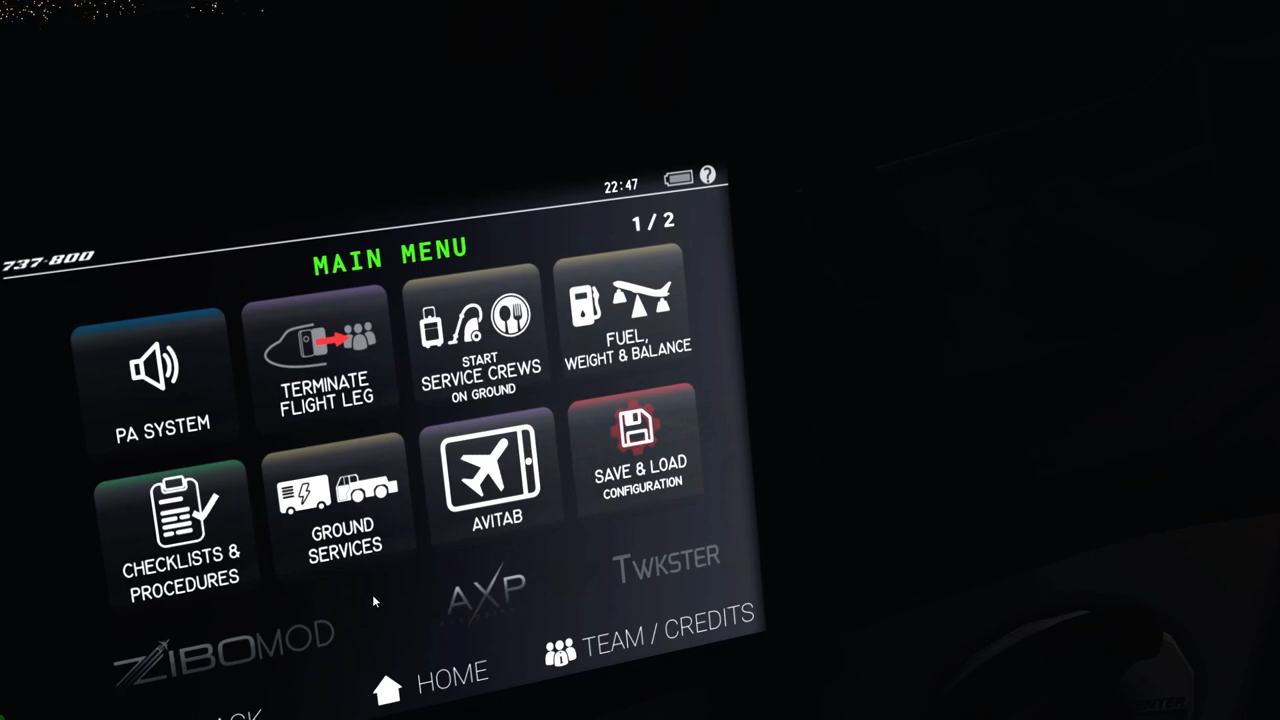 22:47
737-800
MAIN MENU
1 / 2
PA SYSTEM
TERMINATE
FLIGHT LEG
START
SERVICE CREWS
ON GROUND
FUEL,
WEIGHT & BALANCE
CHECKLISTS &
PROCEDURES
GROUND
SERVICES
AVITAB
SAVE & LOAD
CONFIGURATION
ZIBOMOD
AXP
TWKSTER
HOME
TEAM / CREDITS